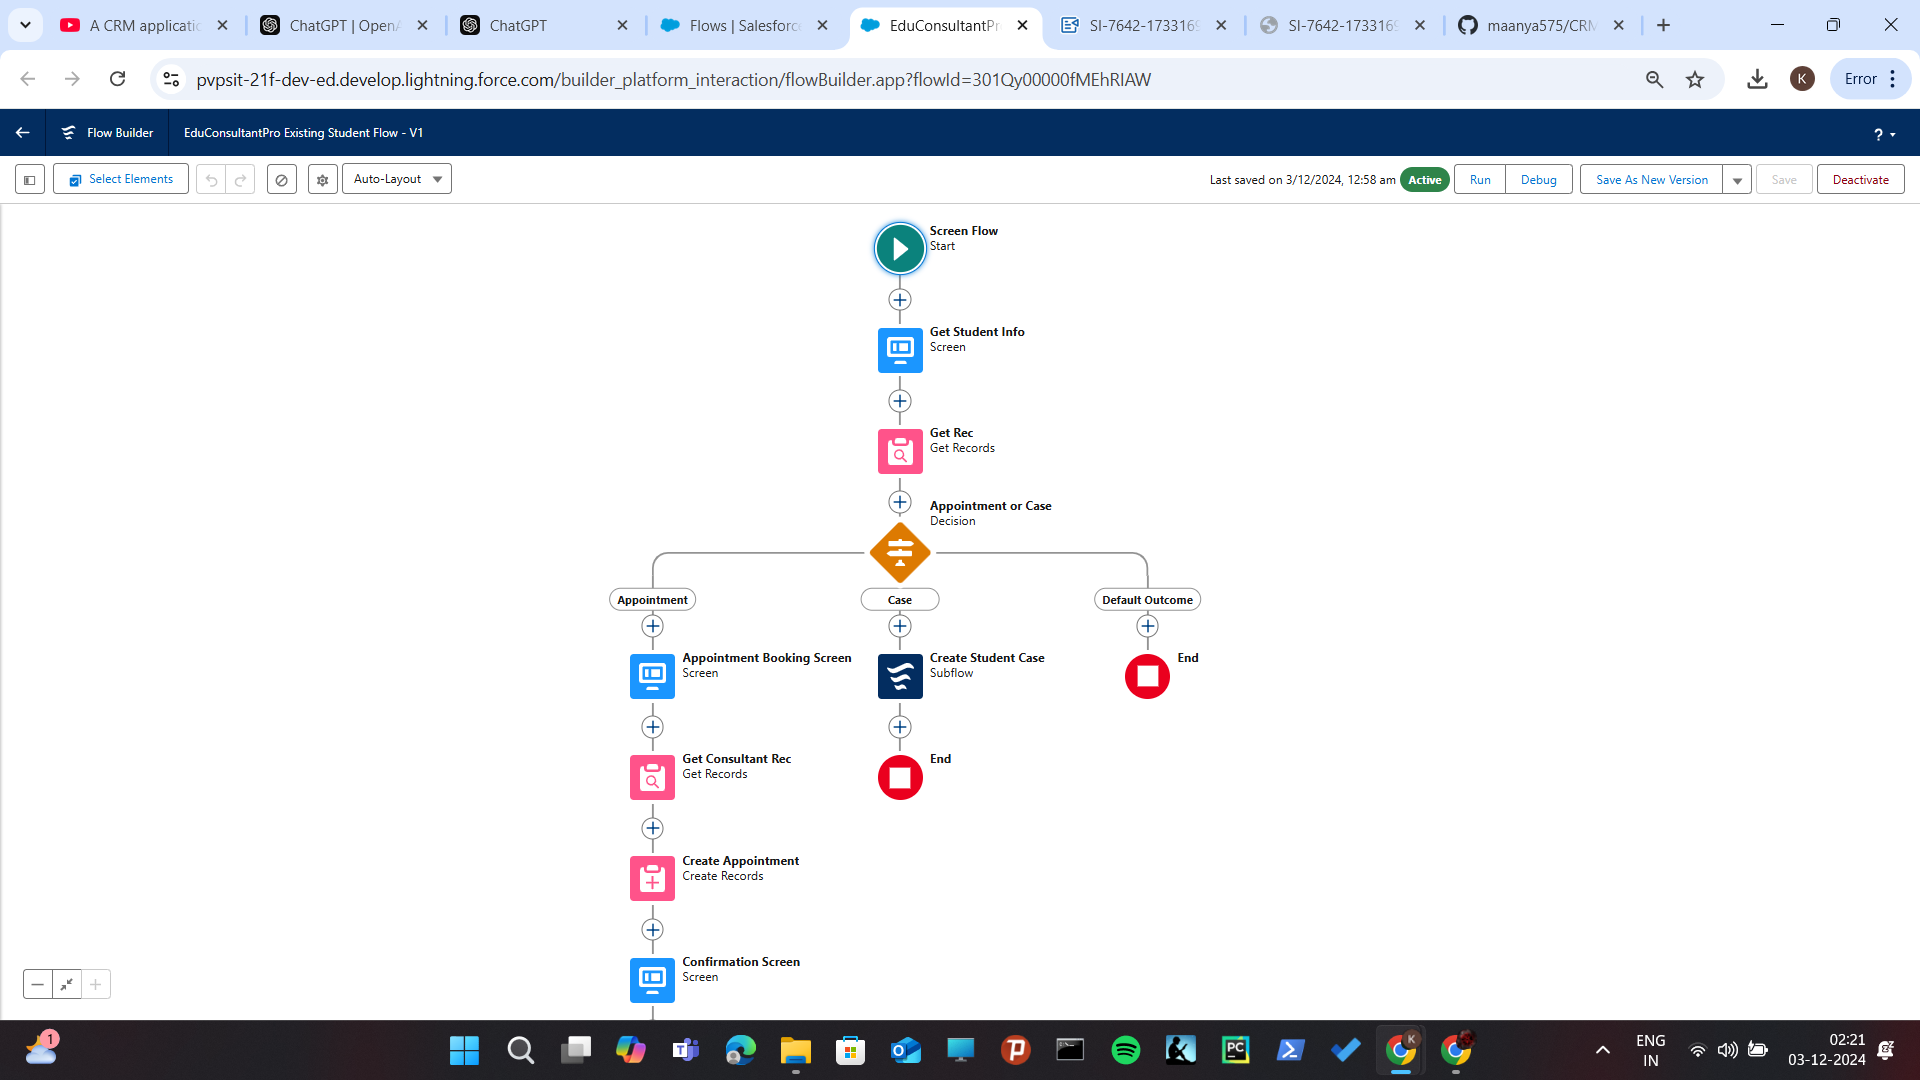 A CRM applicatic
ChatGPT | OpenA
ChatGPT
Flows | Salesforce
EduConsultantPr
SI-7642-1733169
SI-7642-1733169
maanya575/CRM
pvpsit-21f-dev-ed.develop.lightning.force.com/builder_platform_interaction/flowBuilder.app?flowId=301Qy00000fMEhRIAW
K
Error
Flow Builder
EduConsultantPro Existing Student Flow - V1
?
Select Elements
Auto-Layout
Last saved on 3/12/2024, 12:58 am
Active
Run
Debug
Save As New Version
Save
Deactivate
Screen Flow
Start
Get Student Info
Screen
Get Rec
Get Records
Appointment or Case
Decision
Appointment
Case
Default Outcome
Appointment Booking Screen
Screen
Create Student Case
Subflow
End
Get Consultant Rec
Get Records
End
Create Appointment
Create Records
Confirmation Screen
Screen
1
PC
K
ENG
IN
02:21
03-12-2024